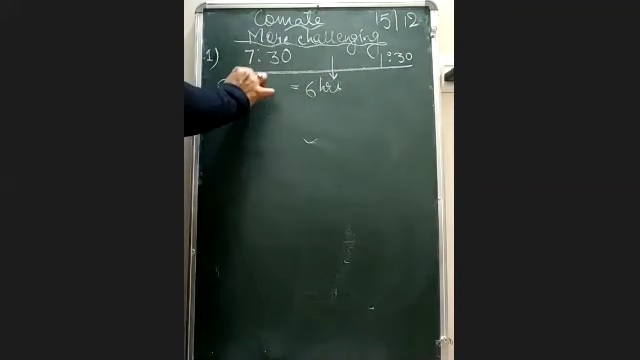 Comate 15/12
More challenging
1) 7:30 1:30
= 6 hrs